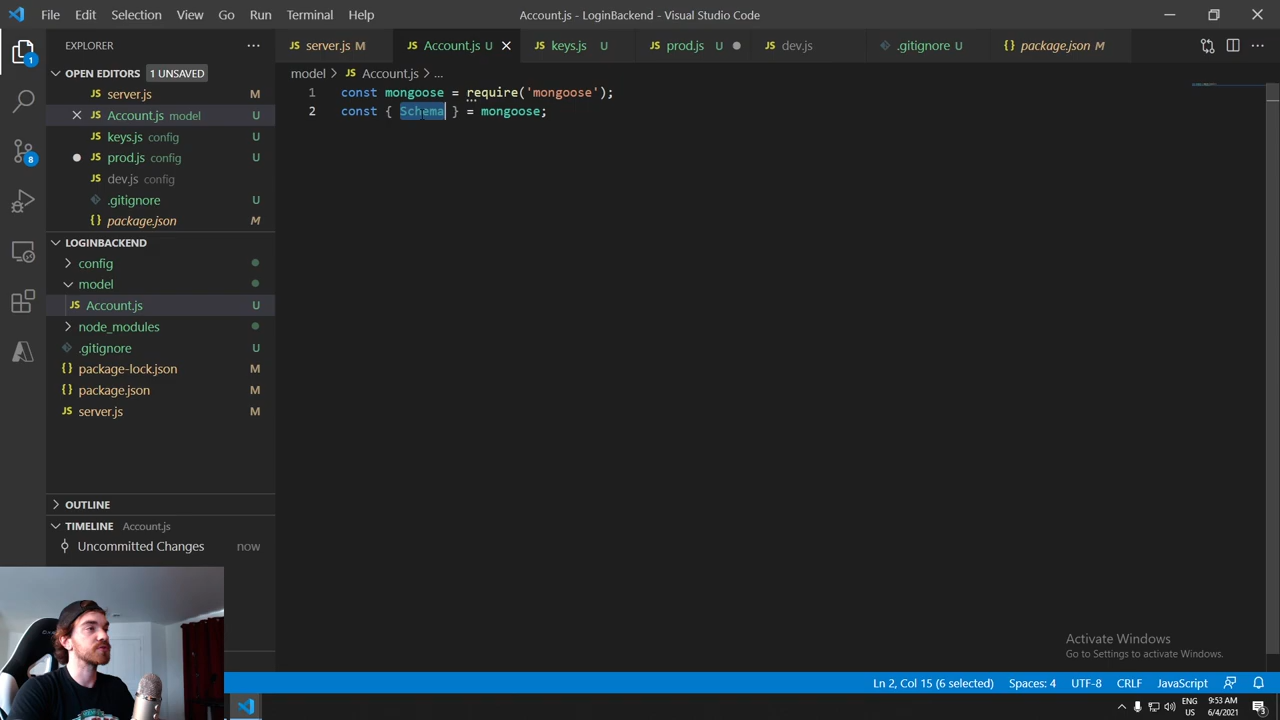 File Edit Selection View Go Run Terminal Help
Account.js - LoginBackend - Visual Studio Code
EXPLORER
JS server.js M
JS Account.js U
JS keys.js U
JS prod.js U
JS dev.js
.gitignore U
{} package.json M
OPEN EDITORS 1 UNSAVED
JS server.js M
JS Account.js model
JS keys.js config U
JS prod.js config U
JS dev.js config
.gitignore U
{} package.json M
LOGINBACKEND
config
model
JS Account.js U
node_modules
.gitignore U
{} package-lock.json M
{} package.json M
JS server.js M
OUTLINE
TIMELINE Account.js
Uncommitted Changes now
1
8
model > JS Account.js > ...
1 const mongoose = require('mongoose');
2 const { Schema } = mongoose;
Activate Windows
Go to Settings to activate Windows.
Ln 2, Col 15 (6 selected) Spaces: 4 UTF-8 CRLF JavaScript
ENG
US
9:53 AM
6/4/2021
3